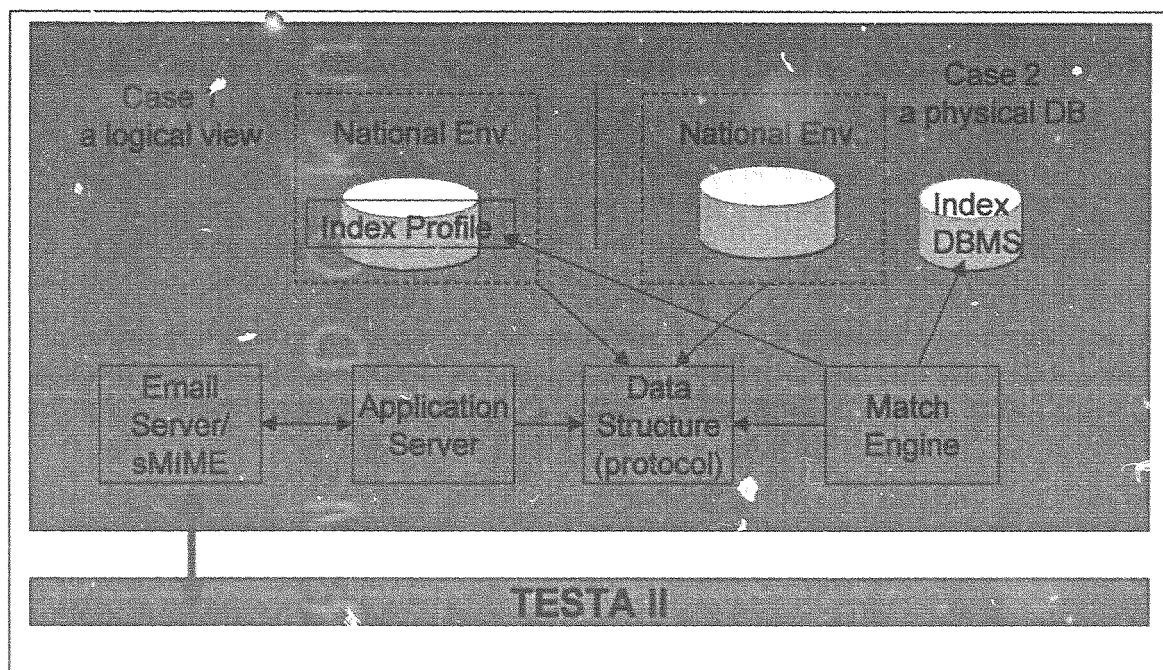 Case 1
a logical view
National Env.
Index Profile
National Env.
Case 2
a physical DB
Index
DBMS
Email
Server/
sMIME
Application
Server
Data
Structure
(protocol)
Match
Engine
TESTA II